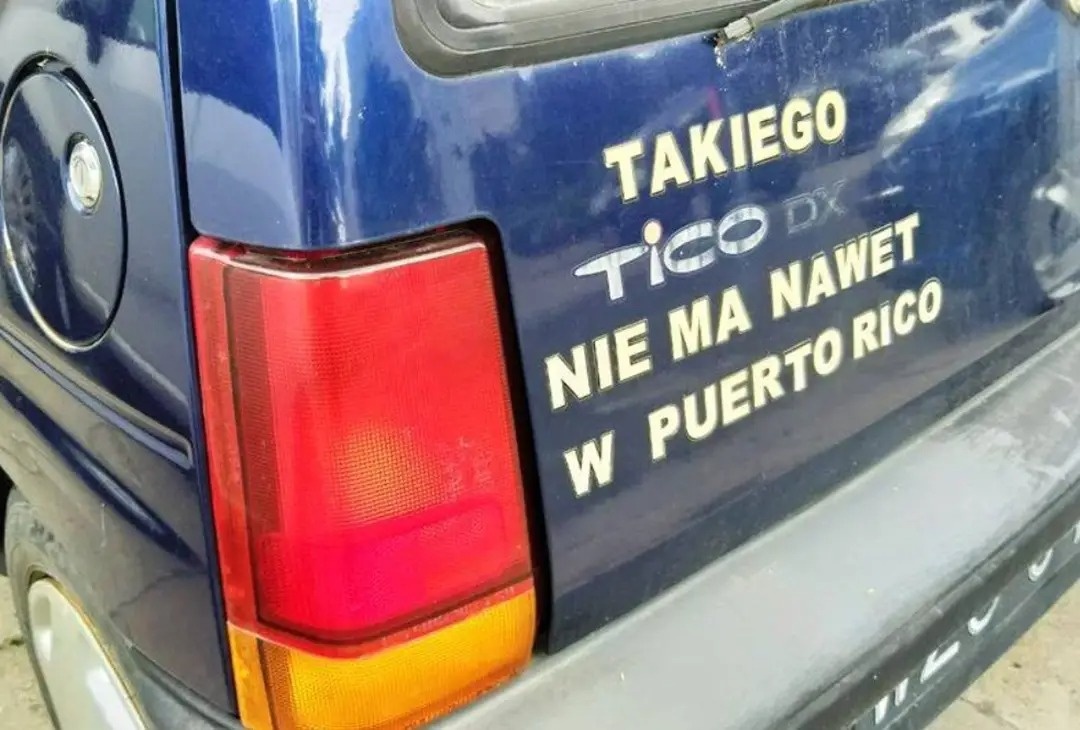 TAKIEGO
TiCO DX
NIE MA NAWET
W PUERTO RICO